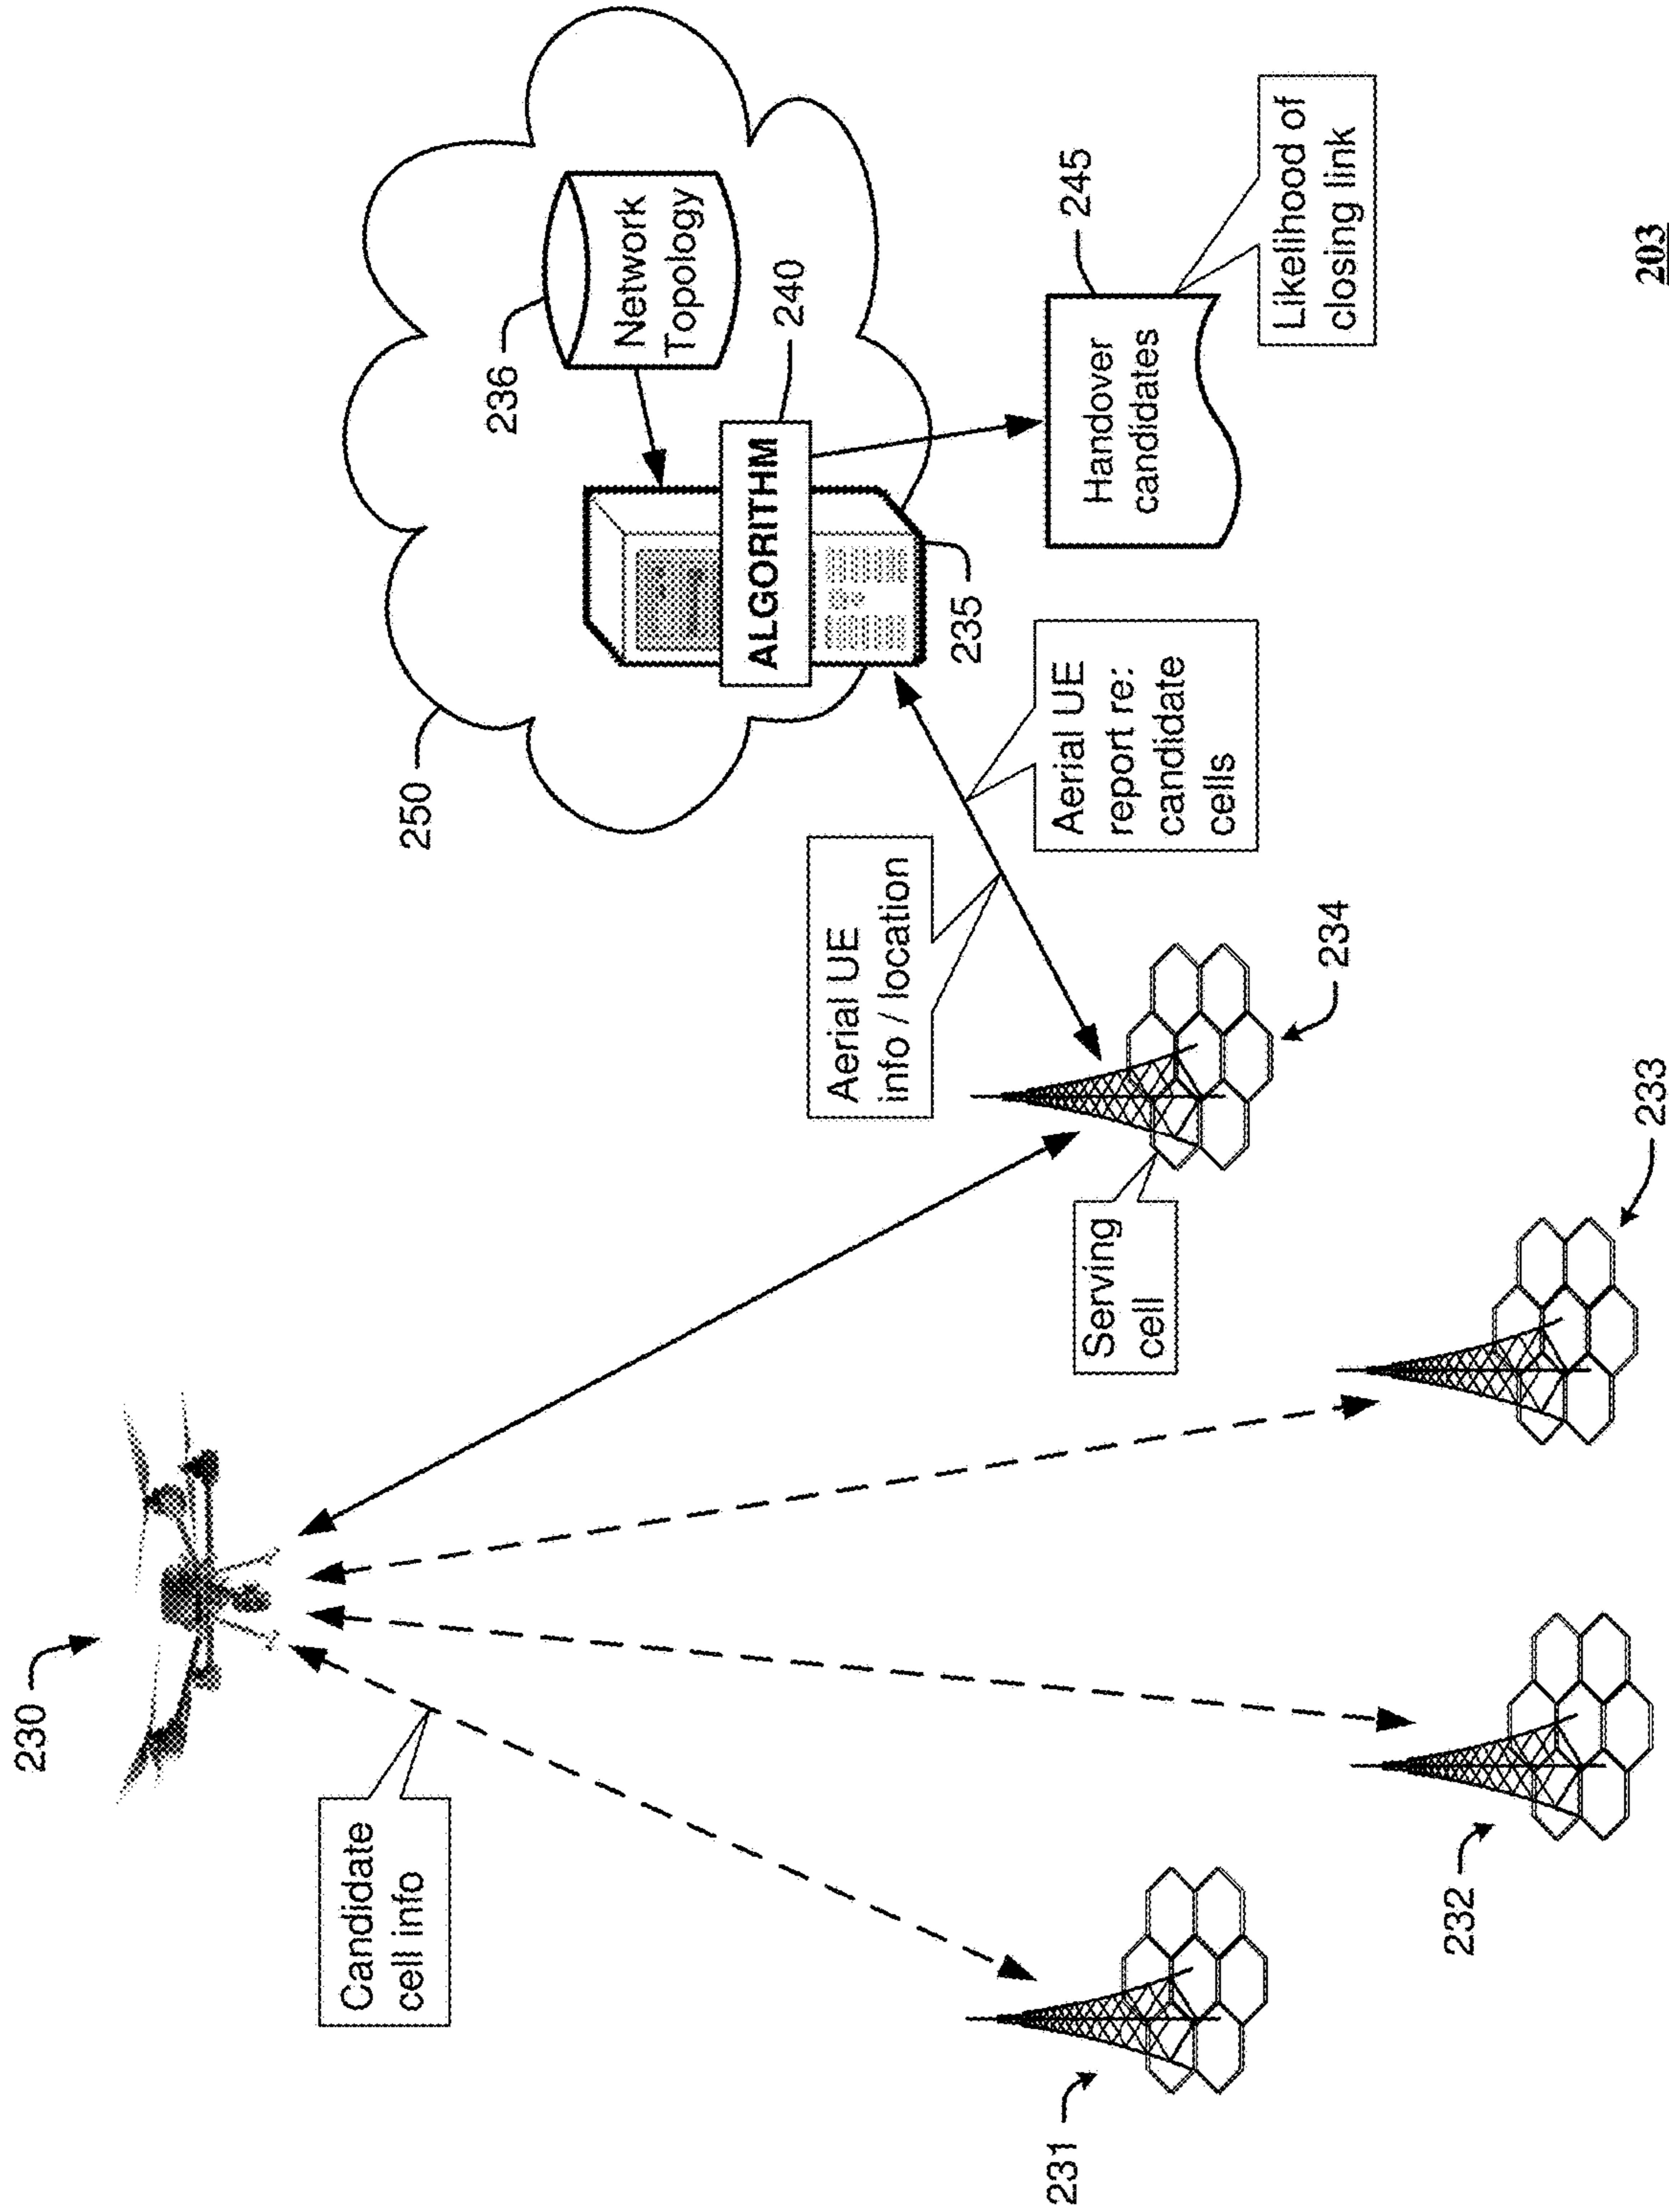 230
Candidate
cell info
250
236
Network
Topology
ALGORITHM
240
235
Handover
candidates
245
Likelihood of
closing link
Aerial UE
info / location
Aerial UE
report re:
candidate
cells
Serving
cell
234
231
232
233
203